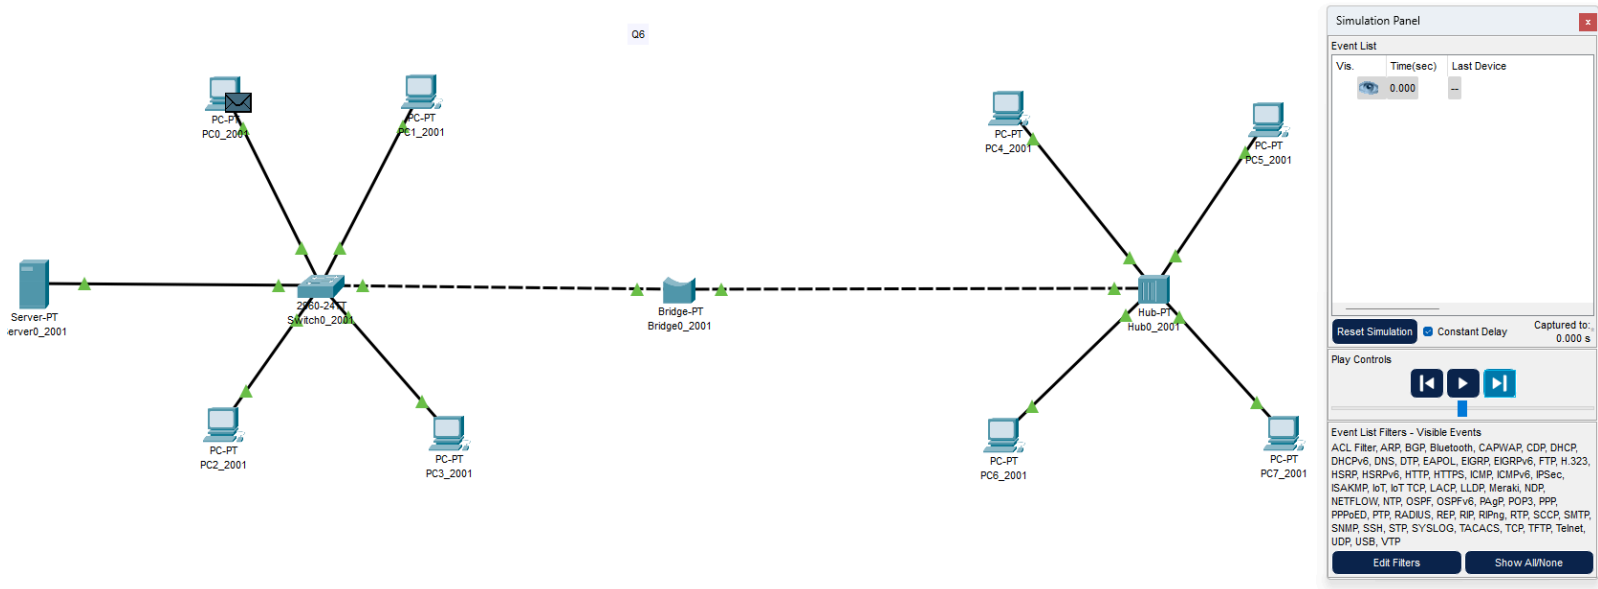 Q6
PC-PT
PC0_2001
PC-PT
PC1_2001
Server-PT
erver0_2001
2960-24TT
Switch0_2001
PC-PT
PC2_2001
PC-PT
PC3_2001
Bridge-PT
Bridge0_2001
PC-PT
PC4_2001
PC-PT
PC5_2001
Hub-PT
Hub0_2001
PC-PT
PC6_2001
PC-PT
PC7_2001
Simulation Panel
x
Event List
Vis. Time(sec) Last Device
0.000 --
Reset Simulation Constant Delay Captured to:
0.000 s
Play Controls
Event List Filters - Visible Events
ACL Filter, ARP, BGP, Bluetooth, CAPWAP, CDP, DHCP,
DHCPv6, DNS, DTP, EAPOL, EIGRP, EIGRPv6, FTP, H.323,
HSRP, HSRPv6, HTTP, HTTPS, ICMP, ICMPv6, IPSec,
ISAKMP, IoT, IoT TCP, LACP, LLDP, Meraki, NDP,
NETFLOW, NTP, OSPF, OSPFv6, PAgP, POP3, PPP,
PPPoED, PTP, RADIUS, REP, RIP, RIPng, RTP, SCCP, SMTP,
SNMP, SSH, STP, SYSLOG, TACACS, TCP, TFTP, Telnet,
UDP, USB, VTP
Edit Filters Show All/None